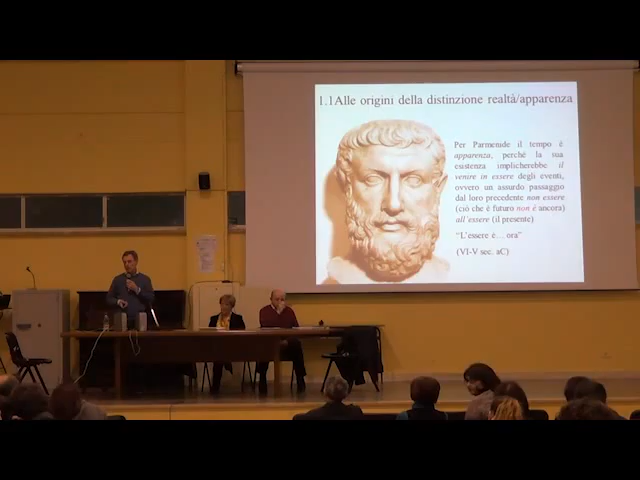 1.1Alle origini della distinzione realtà/apparenza
Per Parmenide il tempo è
apparenza, perché la sua
esistenza implicherebbe il
venire in essere degli eventi,
ovvero un assurdo passaggio
dal loro precedente non essere
(ciò che è futuro non è ancora)
all'essere (il presente)
"L'essere è… ora"
(VI-V sec. aC)